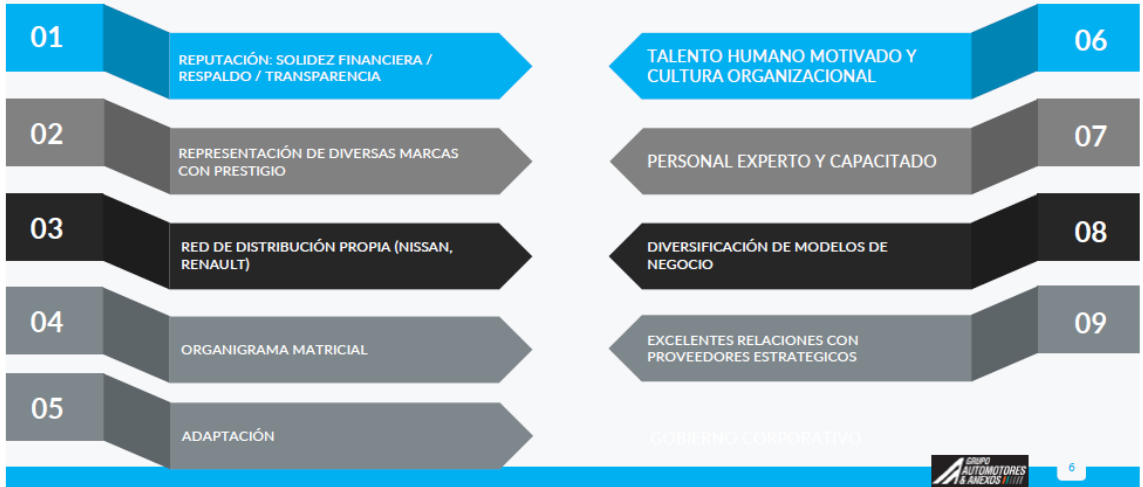 01
REPUTACIÓN: SOLIDEZ FINANCIERA /
RESPALDO / TRANSPARENCIA
02
REPRESENTACIÓN DE DIVERSAS MARCAS
CON PRESTIGIO
03
RED DE DISTRIBUCIÓN PROPIA (NISSAN,
RENAULT)
04
ORGANIGRAMA MATRICIAL
05
ADAPTACIÓN
06
TALENTO HUMANO MOTIVADO Y
CULTURA ORGANIZACIONAL
07
PERSONAL EXPERTO Y CAPACITADO
08
DIVERSIFICACIÓN DE MODELOS DE
NEGOCIO
09
EXCELENTES RELACIONES CON
PROVEEDORES ESTRATEGICOS
GOBIERNO CORPORATIVO
GRUPO
AUTOMOTORES
& ANEXOS
6